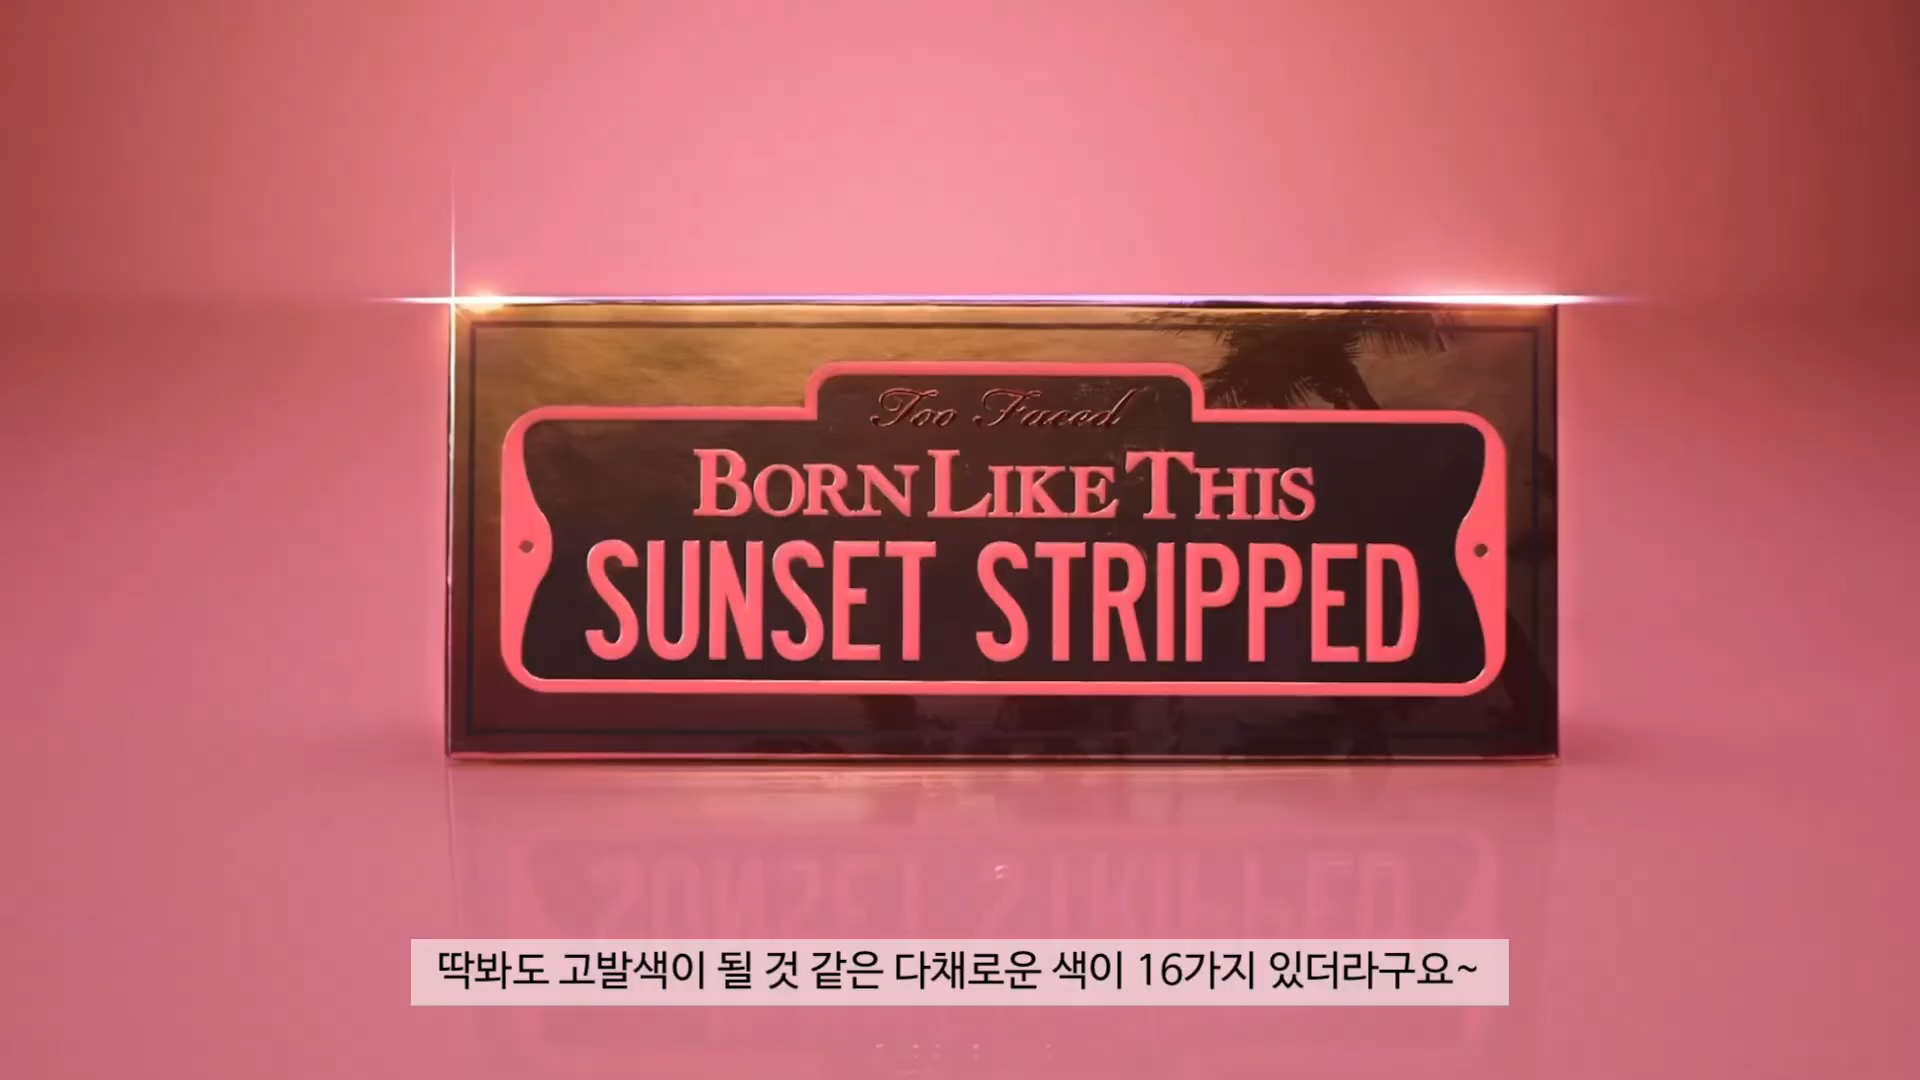 Too Faced
BORN LIKE THIS
SUNSET STRIPPED
딱봐도 고발색이 될 것 같은 다채로운 색이 16가지 있더라구요~